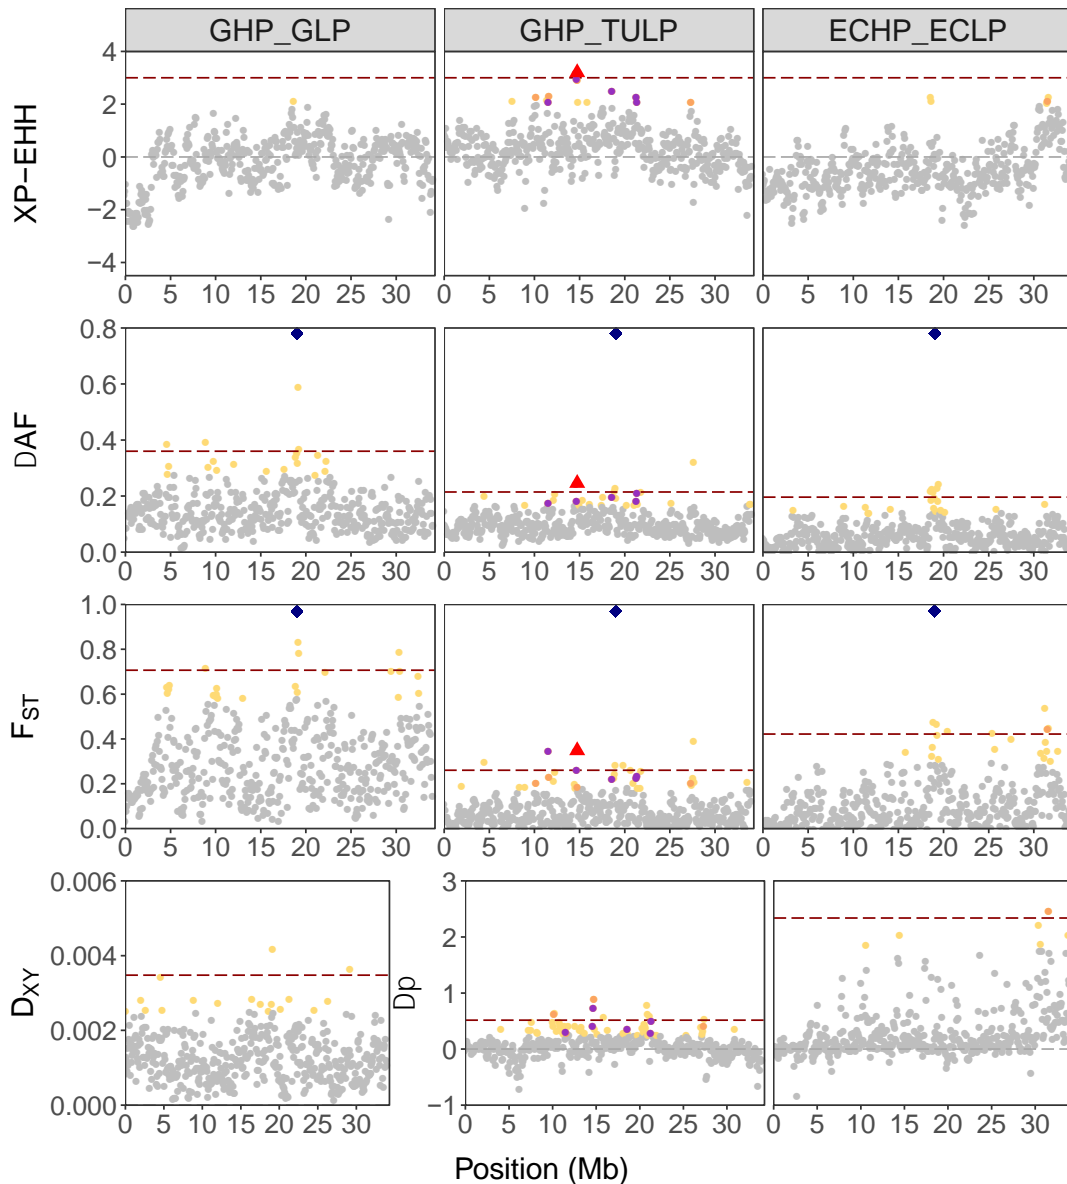 GHP_GLP GHP_TULP ECHP_ECLP
XP−EHH
4
2
0
−2
−4
0 5 10 15 20 25 30 0 5 10 15 20 25 30 0 5 10 15 20 25 30
DAF
0.8
0.6
0.4
0.2
0.0
0 5 10 15 20 25 30 0 5 10 15 20 25 30 0 5 10 15 20 25 30
FST
1.0
0.8
0.6
0.4
0.2
0.0
0 5 10 15 20 25 30 0 5 10 15 20 25 30 0 5 10 15 20 25 30
DXY
0.006
0.004
0.002
0.000
0 5 10 15 20 25 30
Dp
3
2
1
0
−1
0 5 10 15 20 25 30 0 5 10 15 20 25 30
Position (Mb)